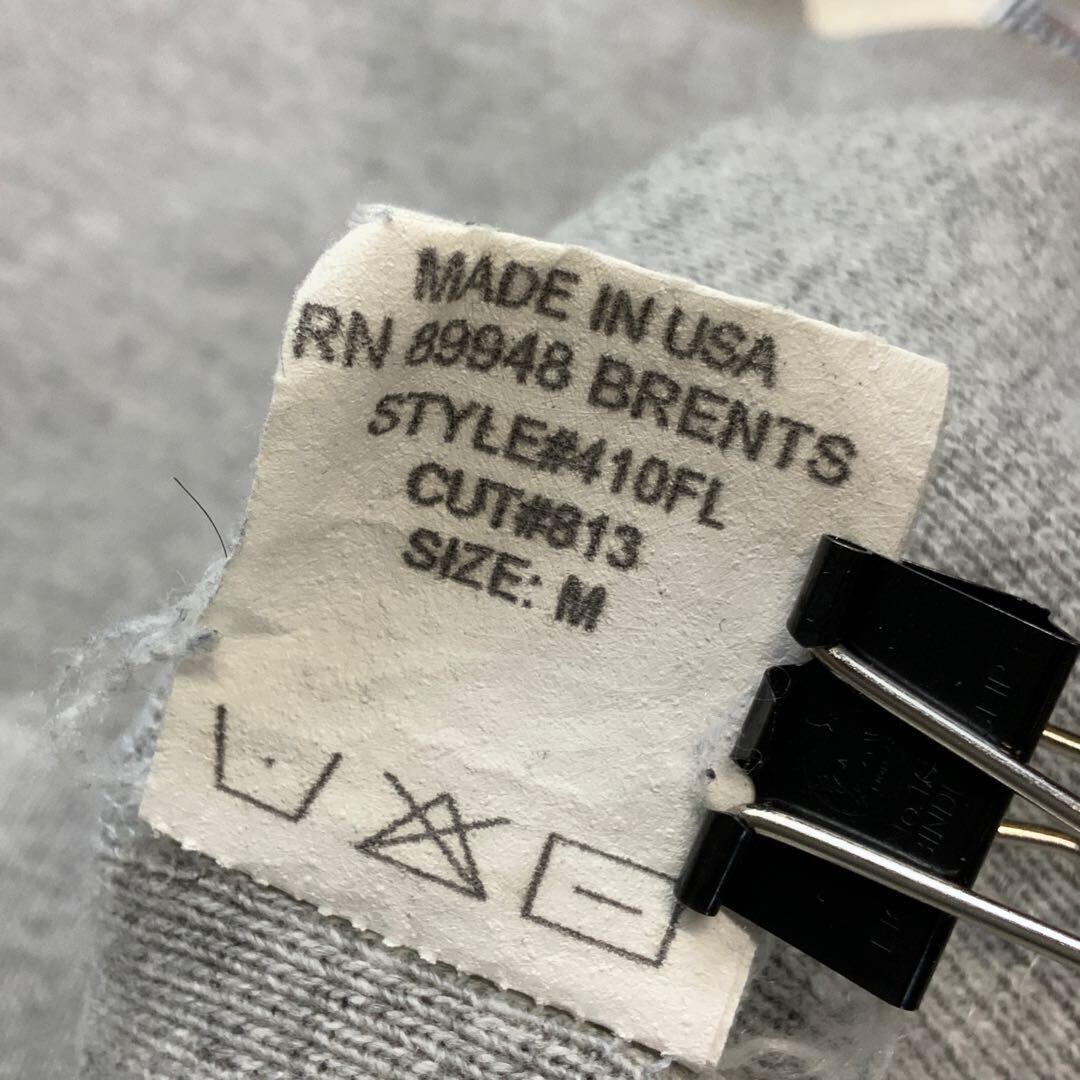 MADE IN USA
RN 89948 BRENTS
STYLE#410FL
CUT#813
SIZE: M